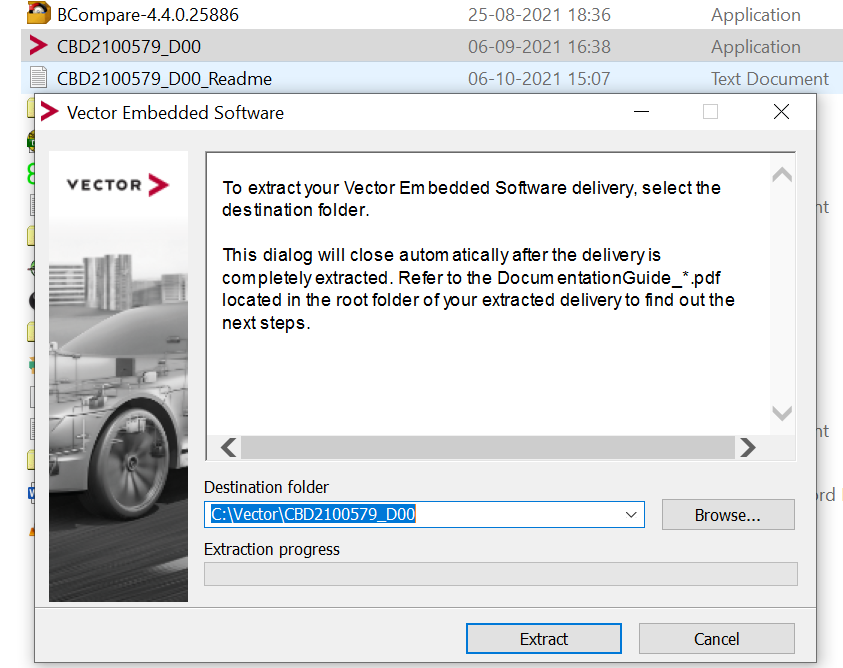 BCompare-4.4.0.25886 25-08-2021 18:36 Application
CBD2100579_D00 06-09-2021 16:38 Application
CBD2100579_D00_Readme 06-10-2021 15:07 Text Document
Vector Embedded Software
VECTOR
To extract your Vector Embedded Software delivery, select the
destination folder.
This dialog will close automatically after the delivery is
completely extracted. Refer to the DocumentationGuide_*.pdf
located in the root folder of your extracted delivery to find out the
next steps.
Destination folder
C:\Vector\CBD2100579_D00
Browse...
Extraction progress
Extract Cancel